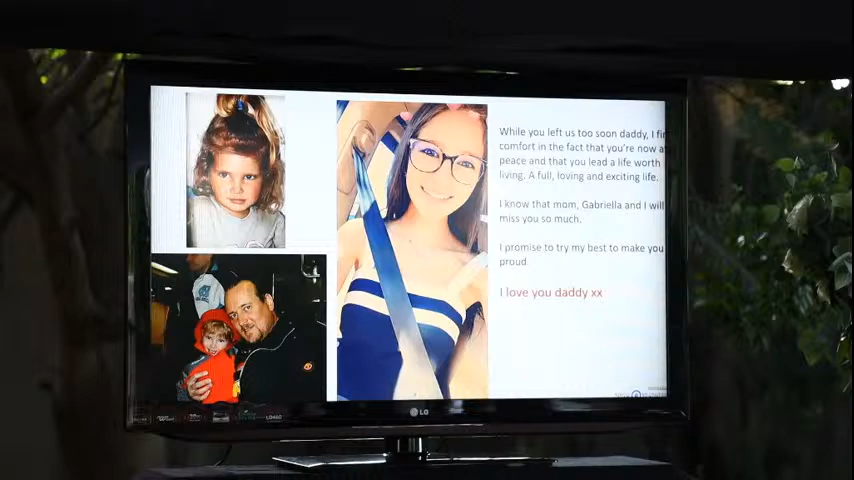 While you left us too soon daddy, I fi
comfort in the fact that you're now a
peace and that you lead a life worth
living. A full, loving and exciting life.
I know that mom, Gabriella and I will
miss you so much.
I promise to try my best to make you
proud.
I love you daddy xx
LG